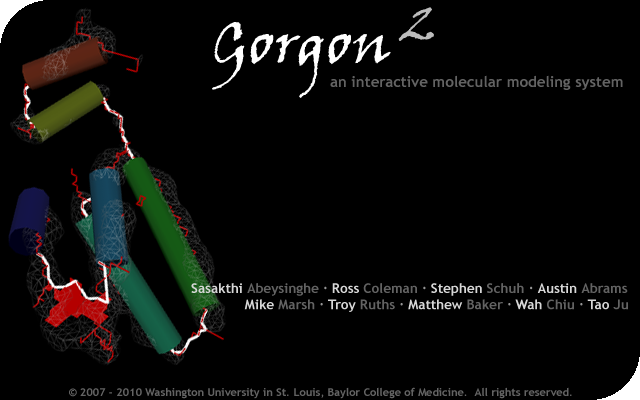 Gorgon 2
an interactive molecular modeling system
Sasakthi Abeysinghe · Ross Coleman · Stephen Schuh · Austin Abrams
Mike Marsh · Troy Ruths · Matthew Baker · Wah Chiu · Tao Ju
© 2007 - 2010 Washington University in St. Louis, Baylor College of Medicine. All rights reserved.